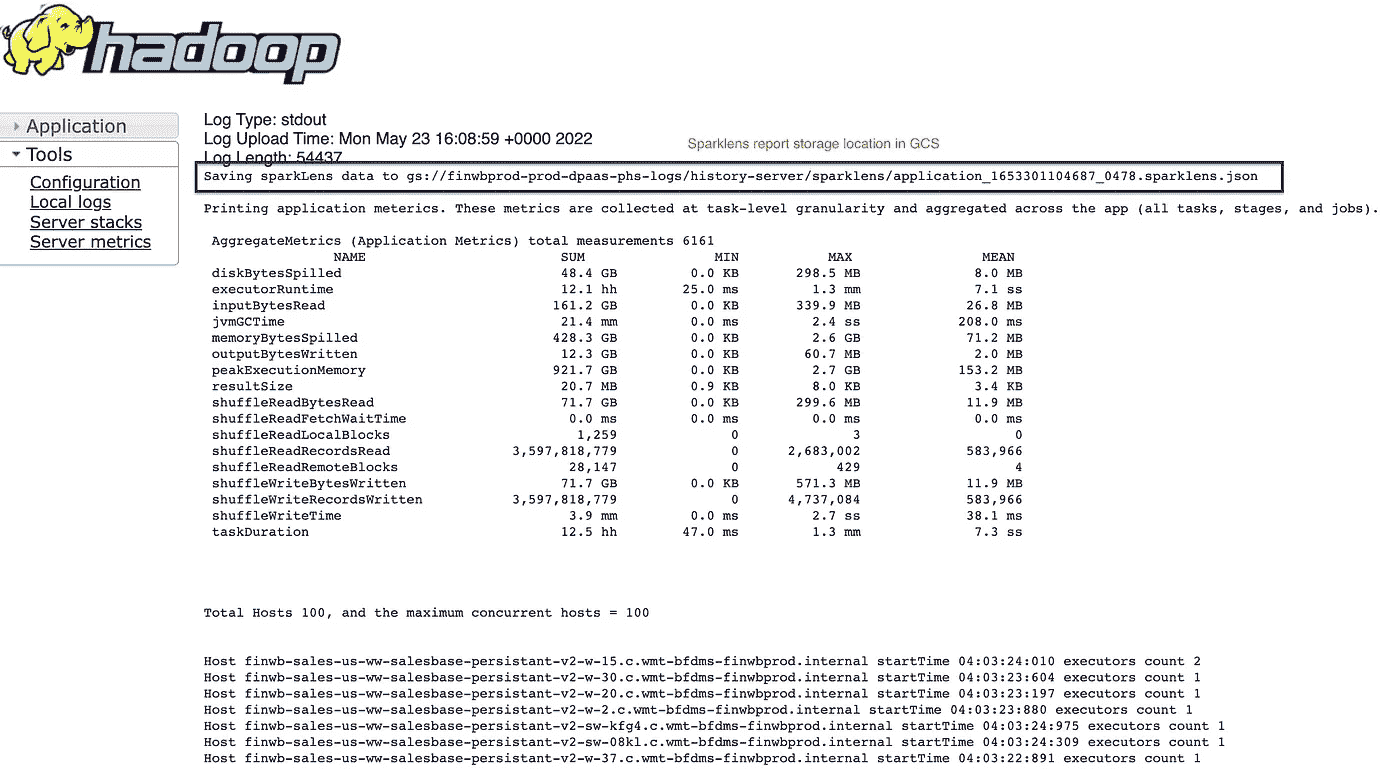 hadoop
Application
Tools
Configuration
Local logs
Server stacks
Server metrics
Log Type: stdout
Log Upload Time: Mon May 23 16:08:59 +0000 2022
Log Length: 54437
Sparklens report storage location in GCS
Saving sparkLens data to gs://finwbprod-prod-dpaas-phs-logs/history-server/sparklens/application_1653301104687_0478.sparklens.json
Printing application meterics. These metrics are collected at task-level granularity and aggregated across the app (all tasks, stages, and jobs).
AggregateMetrics (Application Metrics) total measurements 6161
NAME SUM MIN MAX MEAN
diskBytesSpilled 48.4 GB 0.0 KB 298.5 MB 8.0 MB
executorRuntime 12.1 hh 25.0 ms 1.3 mm 7.1 ss
inputBytesRead 161.2 GB 0.0 KB 339.9 MB 26.8 MB
jvmGCTime 21.4 mm 0.0 ms 2.4 ss 208.0 ms
memoryBytesSpilled 428.3 GB 0.0 KB 2.6 GB 71.2 MB
outputBytesWritten 12.3 GB 0.0 KB 60.7 MB 2.0 MB
peakExecutionMemory 921.7 GB 0.0 KB 2.7 GB 153.2 MB
resultSize 20.7 MB 0.9 KB 8.0 KB 3.4 KB
shuffleReadBytesRead 71.7 GB 0.0 KB 299.6 MB 11.9 MB
shuffleReadFetchWaitTime 0.0 ms 0.0 ms 0.0 ms 0.0 ms
shuffleReadLocalBlocks 1,259 0 3 0
shuffleReadRecordsRead 3,597,818,779 0 2,683,002 583,966
shuffleReadRemoteBlocks 28,147 0 429 4
shuffleWriteBytesWritten 71.7 GB 0.0 KB 571.3 MB 11.9 MB
shuffleWriteRecordsWritten 3,597,818,779 0 4,737,084 583,966
shuffleWriteTime 3.9 mm 0.0 ms 2.7 ss 38.1 ms
taskDuration 12.5 hh 47.0 ms 1.3 mm 7.3 ss
Total Hosts 100, and the maximum concurrent hosts = 100
Host finwb-sales-us-ww-salesbase-persistant-v2-w-15.c.wmt-bfdms-finwbprod.internal startTime 04:03:24:010 executors count 2
Host finwb-sales-us-ww-salesbase-persistant-v2-w-30.c.wmt-bfdms-finwbprod.internal startTime 04:03:23:604 executors count 1
Host finwb-sales-us-ww-salesbase-persistant-v2-w-20.c.wmt-bfdms-finwbprod.internal startTime 04:03:23:197 executors count 1
Host finwb-sales-us-ww-salesbase-persistant-v2-w-2.c.wmt-bfdms-finwbprod.internal startTime 04:03:23:880 executors count 1
Host finwb-sales-us-ww-salesbase-persistant-v2-sw-kfg4.c.wmt-bfdms-finwbprod.internal startTime 04:03:24:975 executors count 1
Host finwb-sales-us-ww-salesbase-persistant-v2-sw-08kl.c.wmt-bfdms-finwbprod.internal startTime 04:03:24:309 executors count 1
Host finwb-sales-us-ww-salesbase-persistant-v2-w-37.c.wmt-bfdms-finwbprod.internal startTime 04:03:22:891 executors count 1